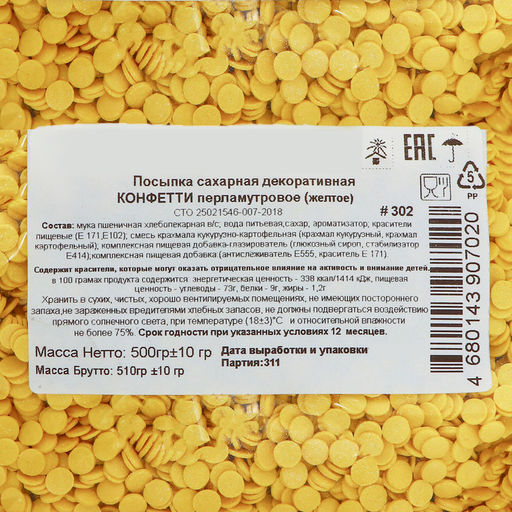 EAC
5
PP
Посыпка сахарная декоративная
КОНФЕТТИ перламутровое (желтое)
СТО 25021546-007-2018
# 302
Состав: мука пшеничная хлебопекарная в/с, вода питьевая,сахар, ароматизатор, красители
пищевые (Е 171,Е102); смесь крахмала кукурузно-картофельная (крахмал кукурузный, крахмал
картофельный); комплексная пищевая добавка-глазирователь (глюкозный сироп, стабилизатор
Е414);комплексная пищевая добавка (антислеживатель Е555, краситель Е 171).
Содержит красители, которые могут оказать отрицательное влияние на активность и внимание детей.
в 100 граммах продукта содержится энергетическая ценность - 338 ккал/1414 кДж, пищевая
ценность - углеводы - 73г, белки - 9г, жиры - 1,2г
Хранить в сухих, чистых, хорошо вентилируемых помещениях, не имеющих постороннего
запаха,не зараженных вредителями хлебных запасов, не должны подвергаться воздействию
прямого солнечного света, при температуре (18±3)°С и относительной влажности
не более 75%. Срок годности при указанных условиях 12 месяцев.
Масса Нетто: 500гр±10 гр
Дата выработки и упаковки
Масса Брутто: 510гр ±10 гр
Партия:311
4 680143 907020